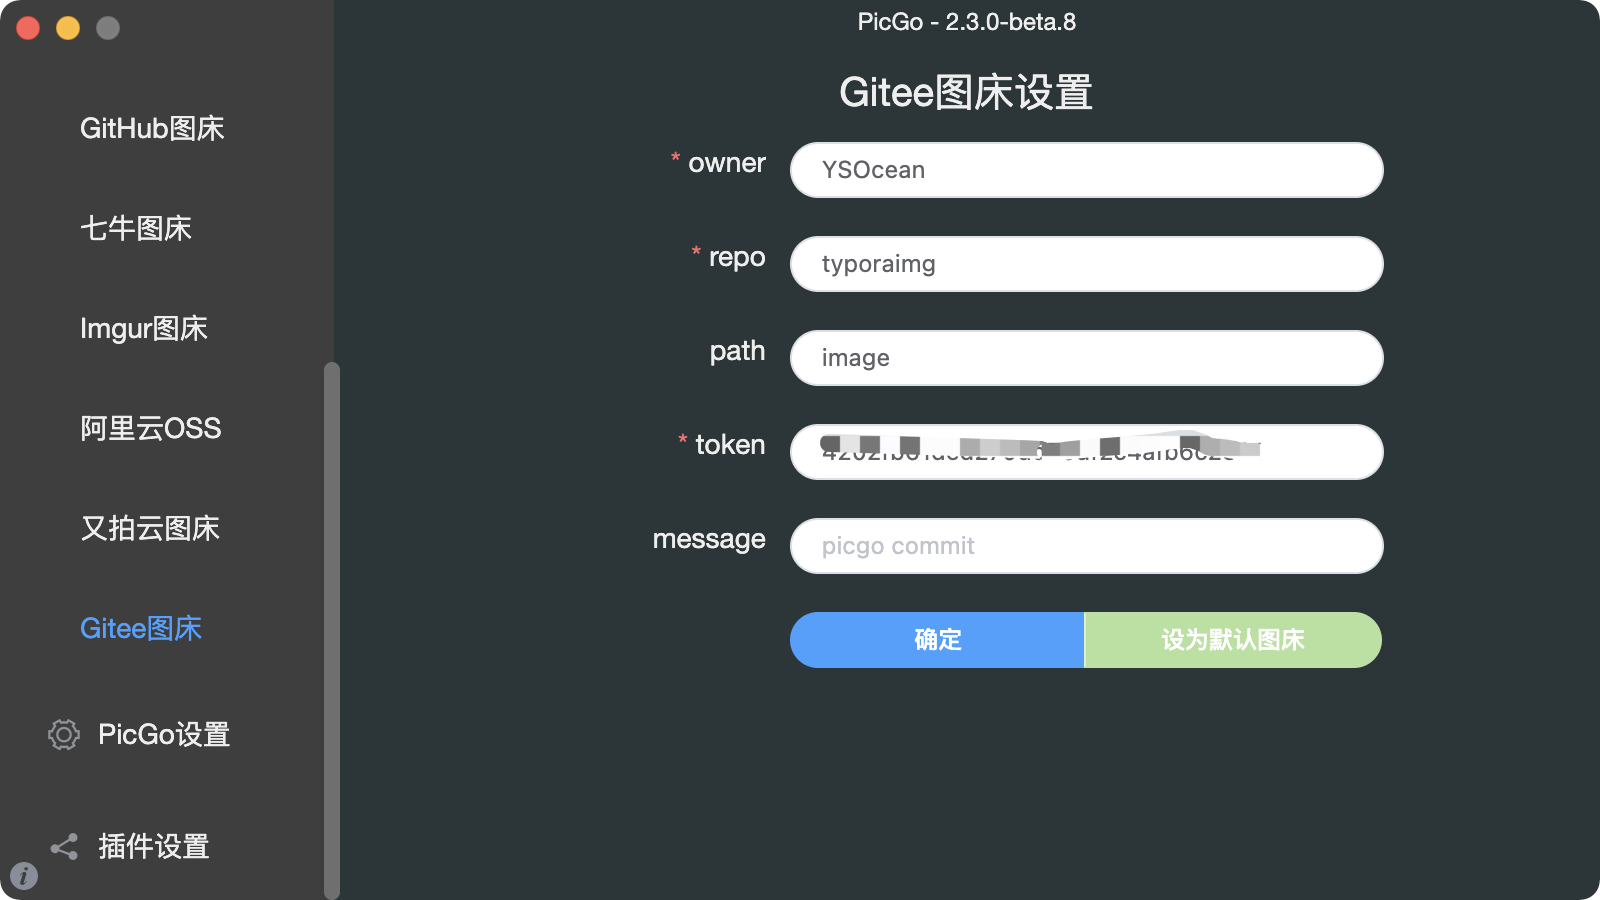 PicGo - 2.3.0-beta.8
GitHub图床
七牛图床
Imgur图床
阿里云OSS
又拍云图床
Gitee图床
PicGo设置
插件设置
Gitee图床设置
* owner
YSOcean
* repo
typoraimg
path
image
* token
message
picgo commit
确定
设为默认图床